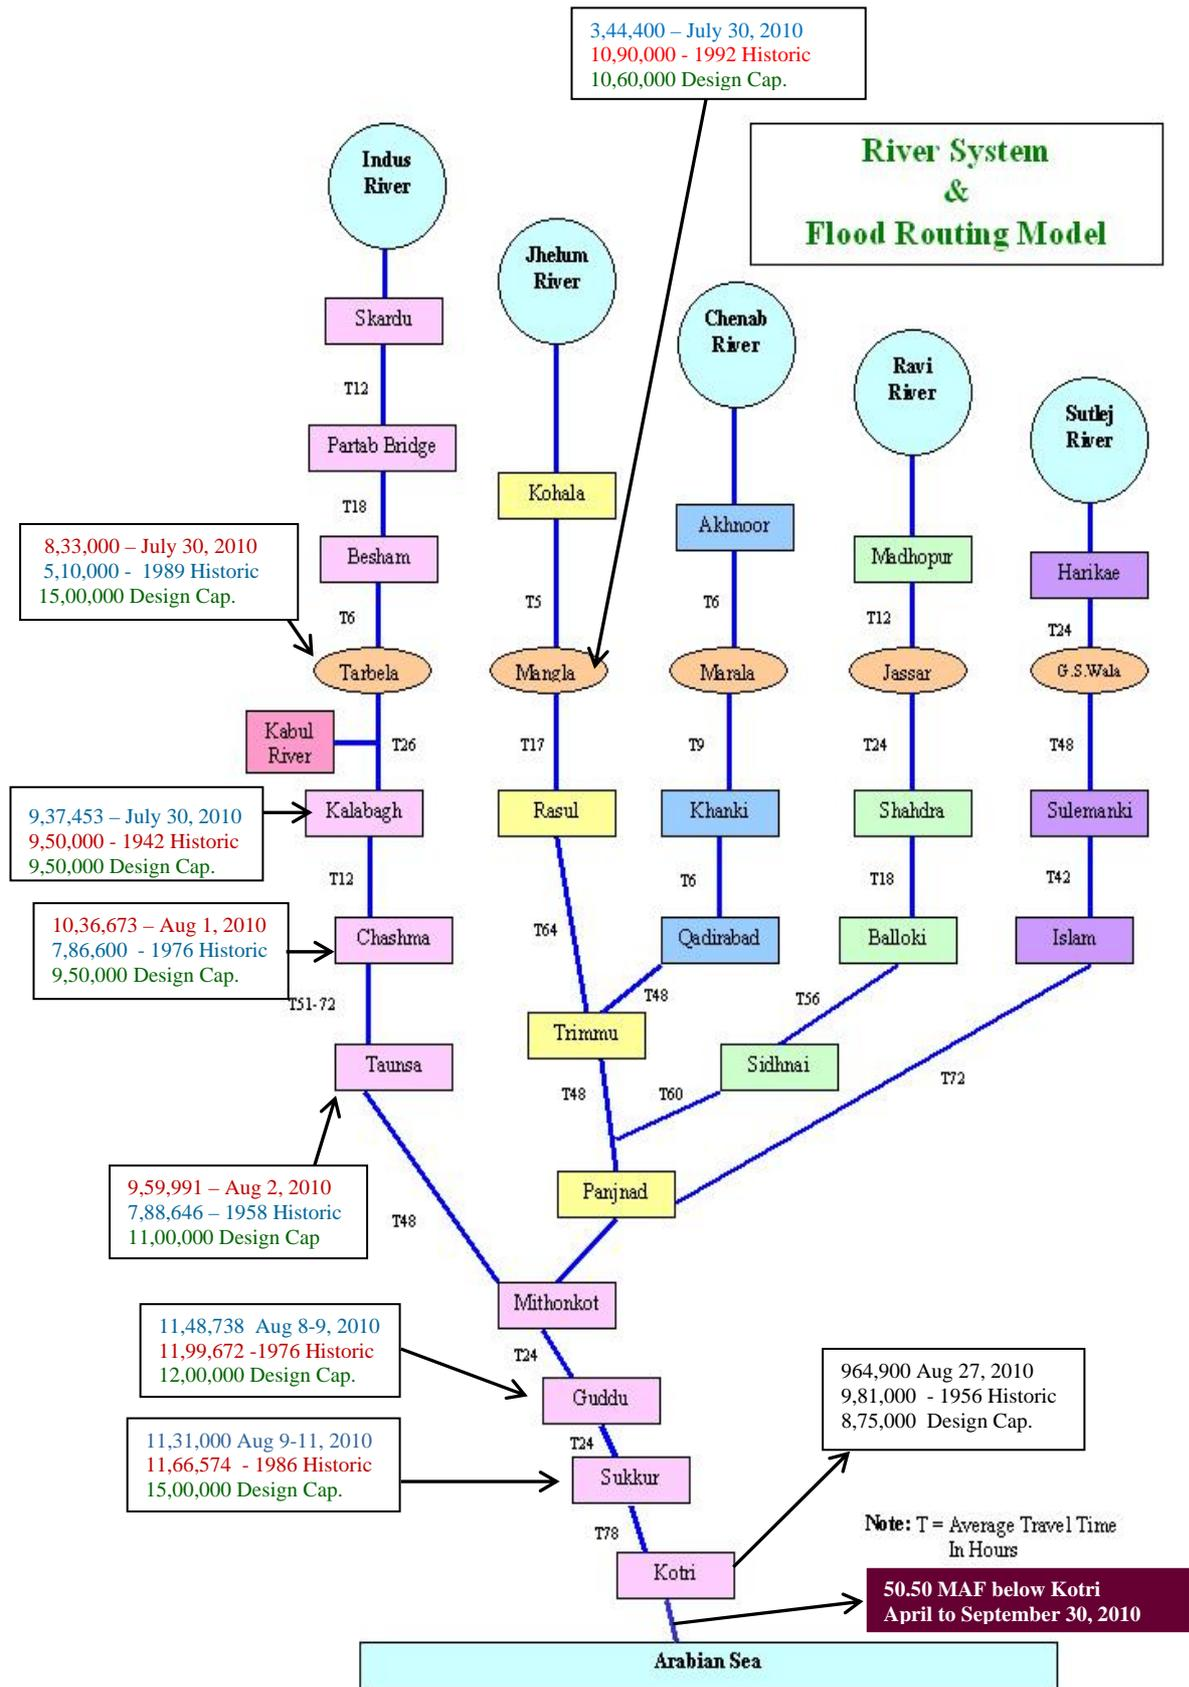 3,44,400 – July 30, 2010
10,90,000 - 1992 Historic
10,60,000 Design Cap.
River System
&
Flood Routing Model
Indus
River
Jhelum
River
Chenab
River
Ravi
River
Sutlej
River
Skardu
T12
Partab Bridge
T18
Besham
T6
Kohala
T5
Akhnoor
T6
Madhopur
T12
Harikae
T24
8,33,000 – July 30, 2010
5,10,000 - 1989 Historic
15,00,000 Design Cap.
Tarbela
Mangla
Marala
Jassar
G.S.Wala
Kabul
River
T26
T17
T9
T24
T48
9,37,453 – July 30, 2010
9,50,000 - 1942 Historic
9,50,000 Design Cap.
Kalabagh
Rasul
Khanki
Shahdra
Sulemanki
T12
T64
T6
T18
T42
10,36,673 – Aug 1, 2010
7,86,600 - 1976 Historic
9,50,000 Design Cap.
Chashma
Qadirabad
Balloki
Islam
T51-72
T48
T56
T72
Trimmu
Taunsa
Sidhnai
T48
T60
9,59,991 – Aug 2, 2010
7,88,646 – 1958 Historic
11,00,000 Design Cap
T48
Panjnad
Mithonkot
T24
11,48,738 Aug 8-9, 2010
11,99,672 -1976 Historic
12,00,000 Design Cap.
Guddu
T24
964,900 Aug 27, 2010
9,81,000 - 1956 Historic
8,75,000 Design Cap.
11,31,000 Aug 9-11, 2010
11,66,574 - 1986 Historic
15,00,000 Design Cap.
Sukkur
T78
Kotri
Note: T = Average Travel Time
In Hours
50.50 MAF below Kotri
April to September 30, 2010
Arabian Sea